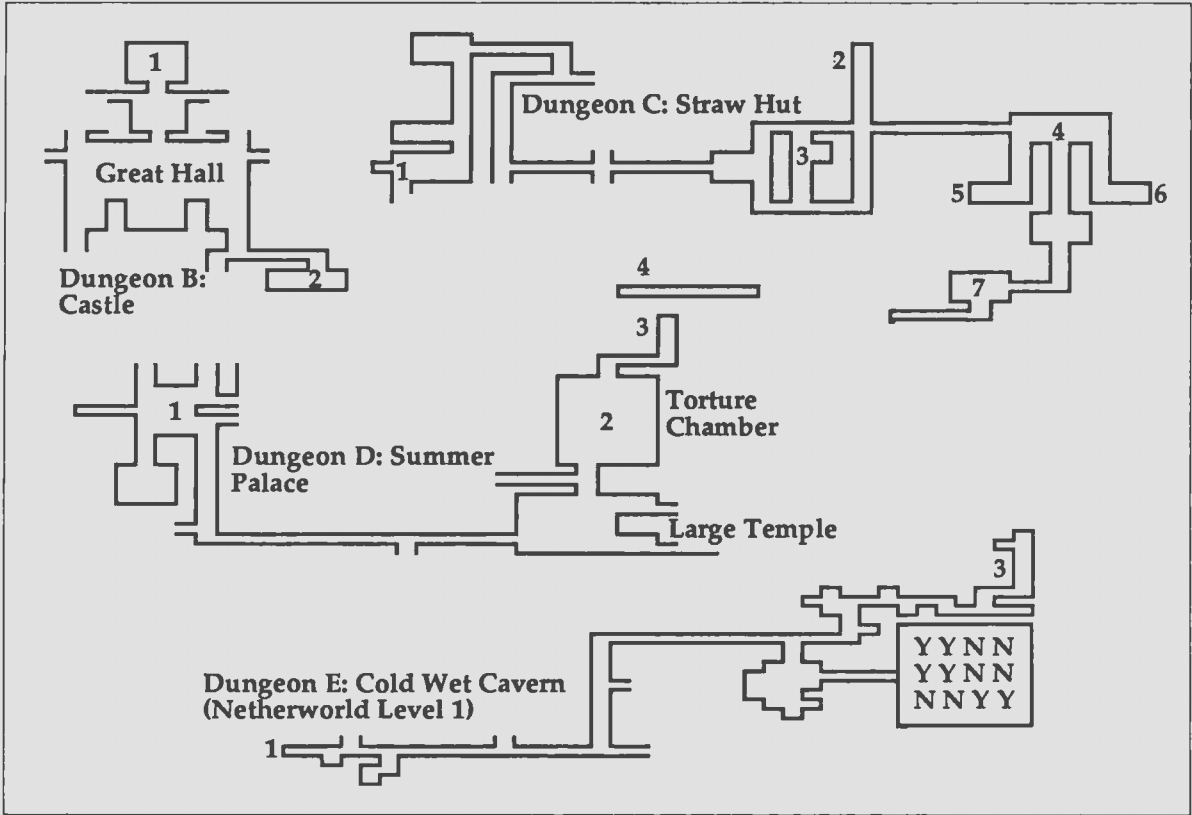 1
Great Hall
2
Dungeon B:
Castle
Dungeon C: Straw Hut
1
2
3
4
5
6
7
4
3
Torture
Chamber
2
1
Dungeon D: Summer
Palace
Large Temple
3
Y Y N N
Y Y N N
N N Y Y
Dungeon E: Cold Wet Cavern
(Netherworld Level 1)
1